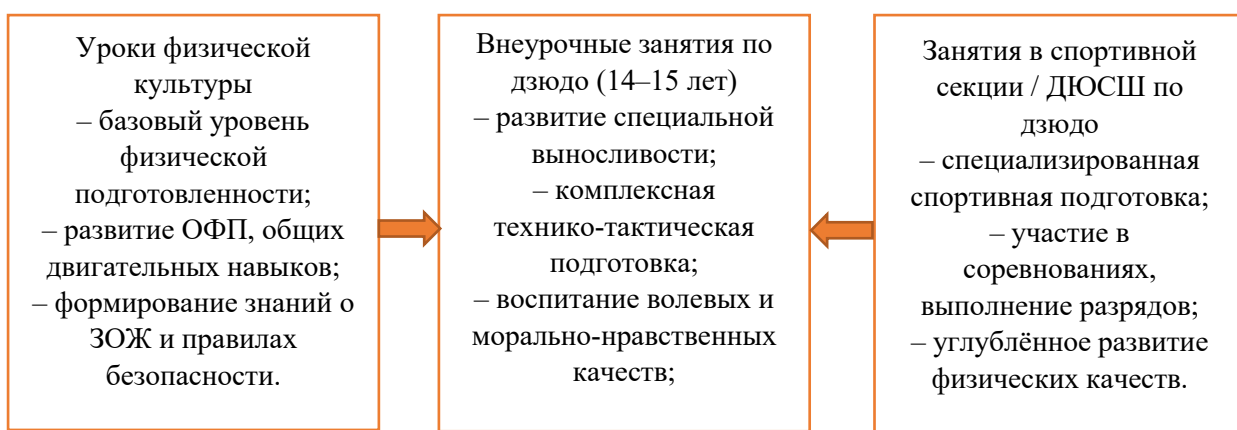 Уроки физической
культуры
– базовый уровень
физической
подготовленности;
– развитие ОФП, общих
двигательных навыков;
– формирование знаний о
ЗОЖ и правилах
безопасности.
Внеурочные занятия по
дзюдо (14–15 лет)
– развитие специальной
выносливости;
– комплексная
технико-тактическая
подготовка;
– воспитание волевых и
морально-нравственных
качеств;
Занятия в спортивной
секции / ДЮСШ по
дзюдо
– специализированная
спортивная подготовка;
– участие в
соревнованиях,
выполнение разрядов;
– углублённое развитие
физических качеств.